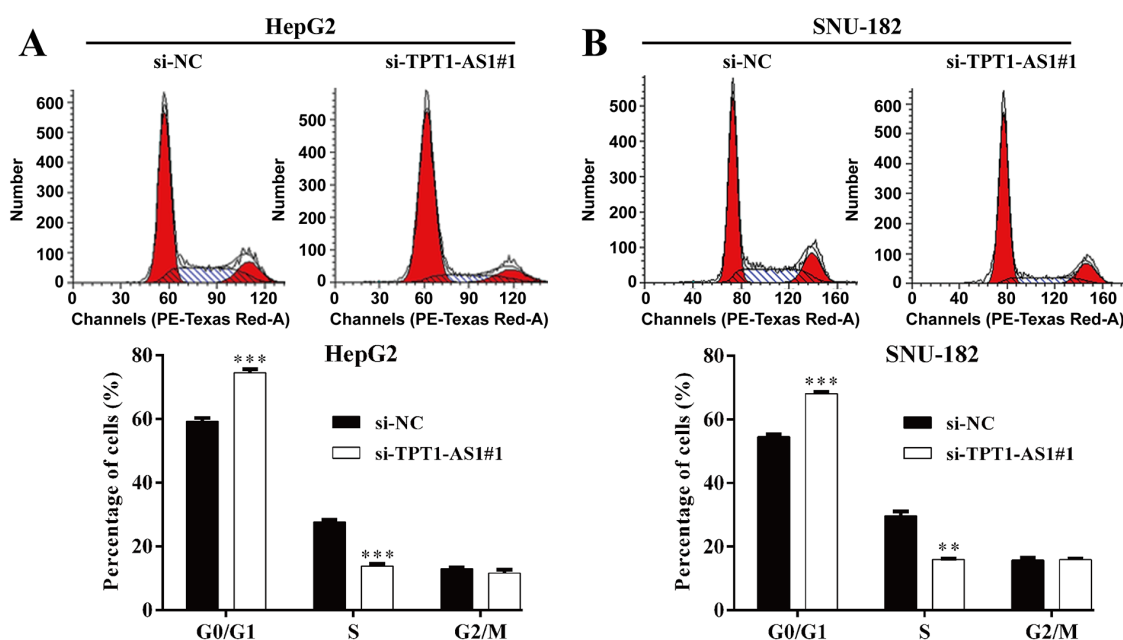 A
HepG2
si-NC
si-TPT1-AS1#1
Number
600
500
400
300
200
100
0
0 30 60 90 120
Channels (PE-Texas Red-A)
Number
500
400
300
200
100
0
0 30 60 90 120
Channels (PE-Texas Red-A)
B
SNU-182
si-NC
si-TPT1-AS1#1
Number
500
400
300
200
100
0
0 40 80 120 160
Channels (PE-Texas Red-A)
Number
600
500
400
300
200
100
0
0 40 80 120 160
Channels (PE-Texas Red-A)
HepG2
Percentage of cells (%)
80
60
40
20
0
***
***
si-NC
si-TPT1-AS1#1
G0/G1 S G2/M
SNU-182
Percentage of cells (%)
80
60
40
20
0
***
**
si-NC
si-TPT1-AS1#1
G0/G1 S G2/M